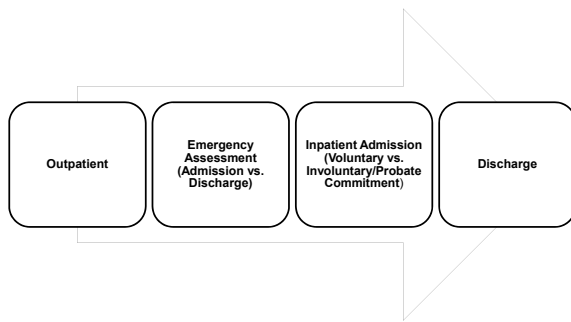 Outpatient
Emergency
Assessment
(Admission vs.
Discharge)
Inpatient Admission
(Voluntary vs.
Involuntary/Probate
Commitment)
Discharge